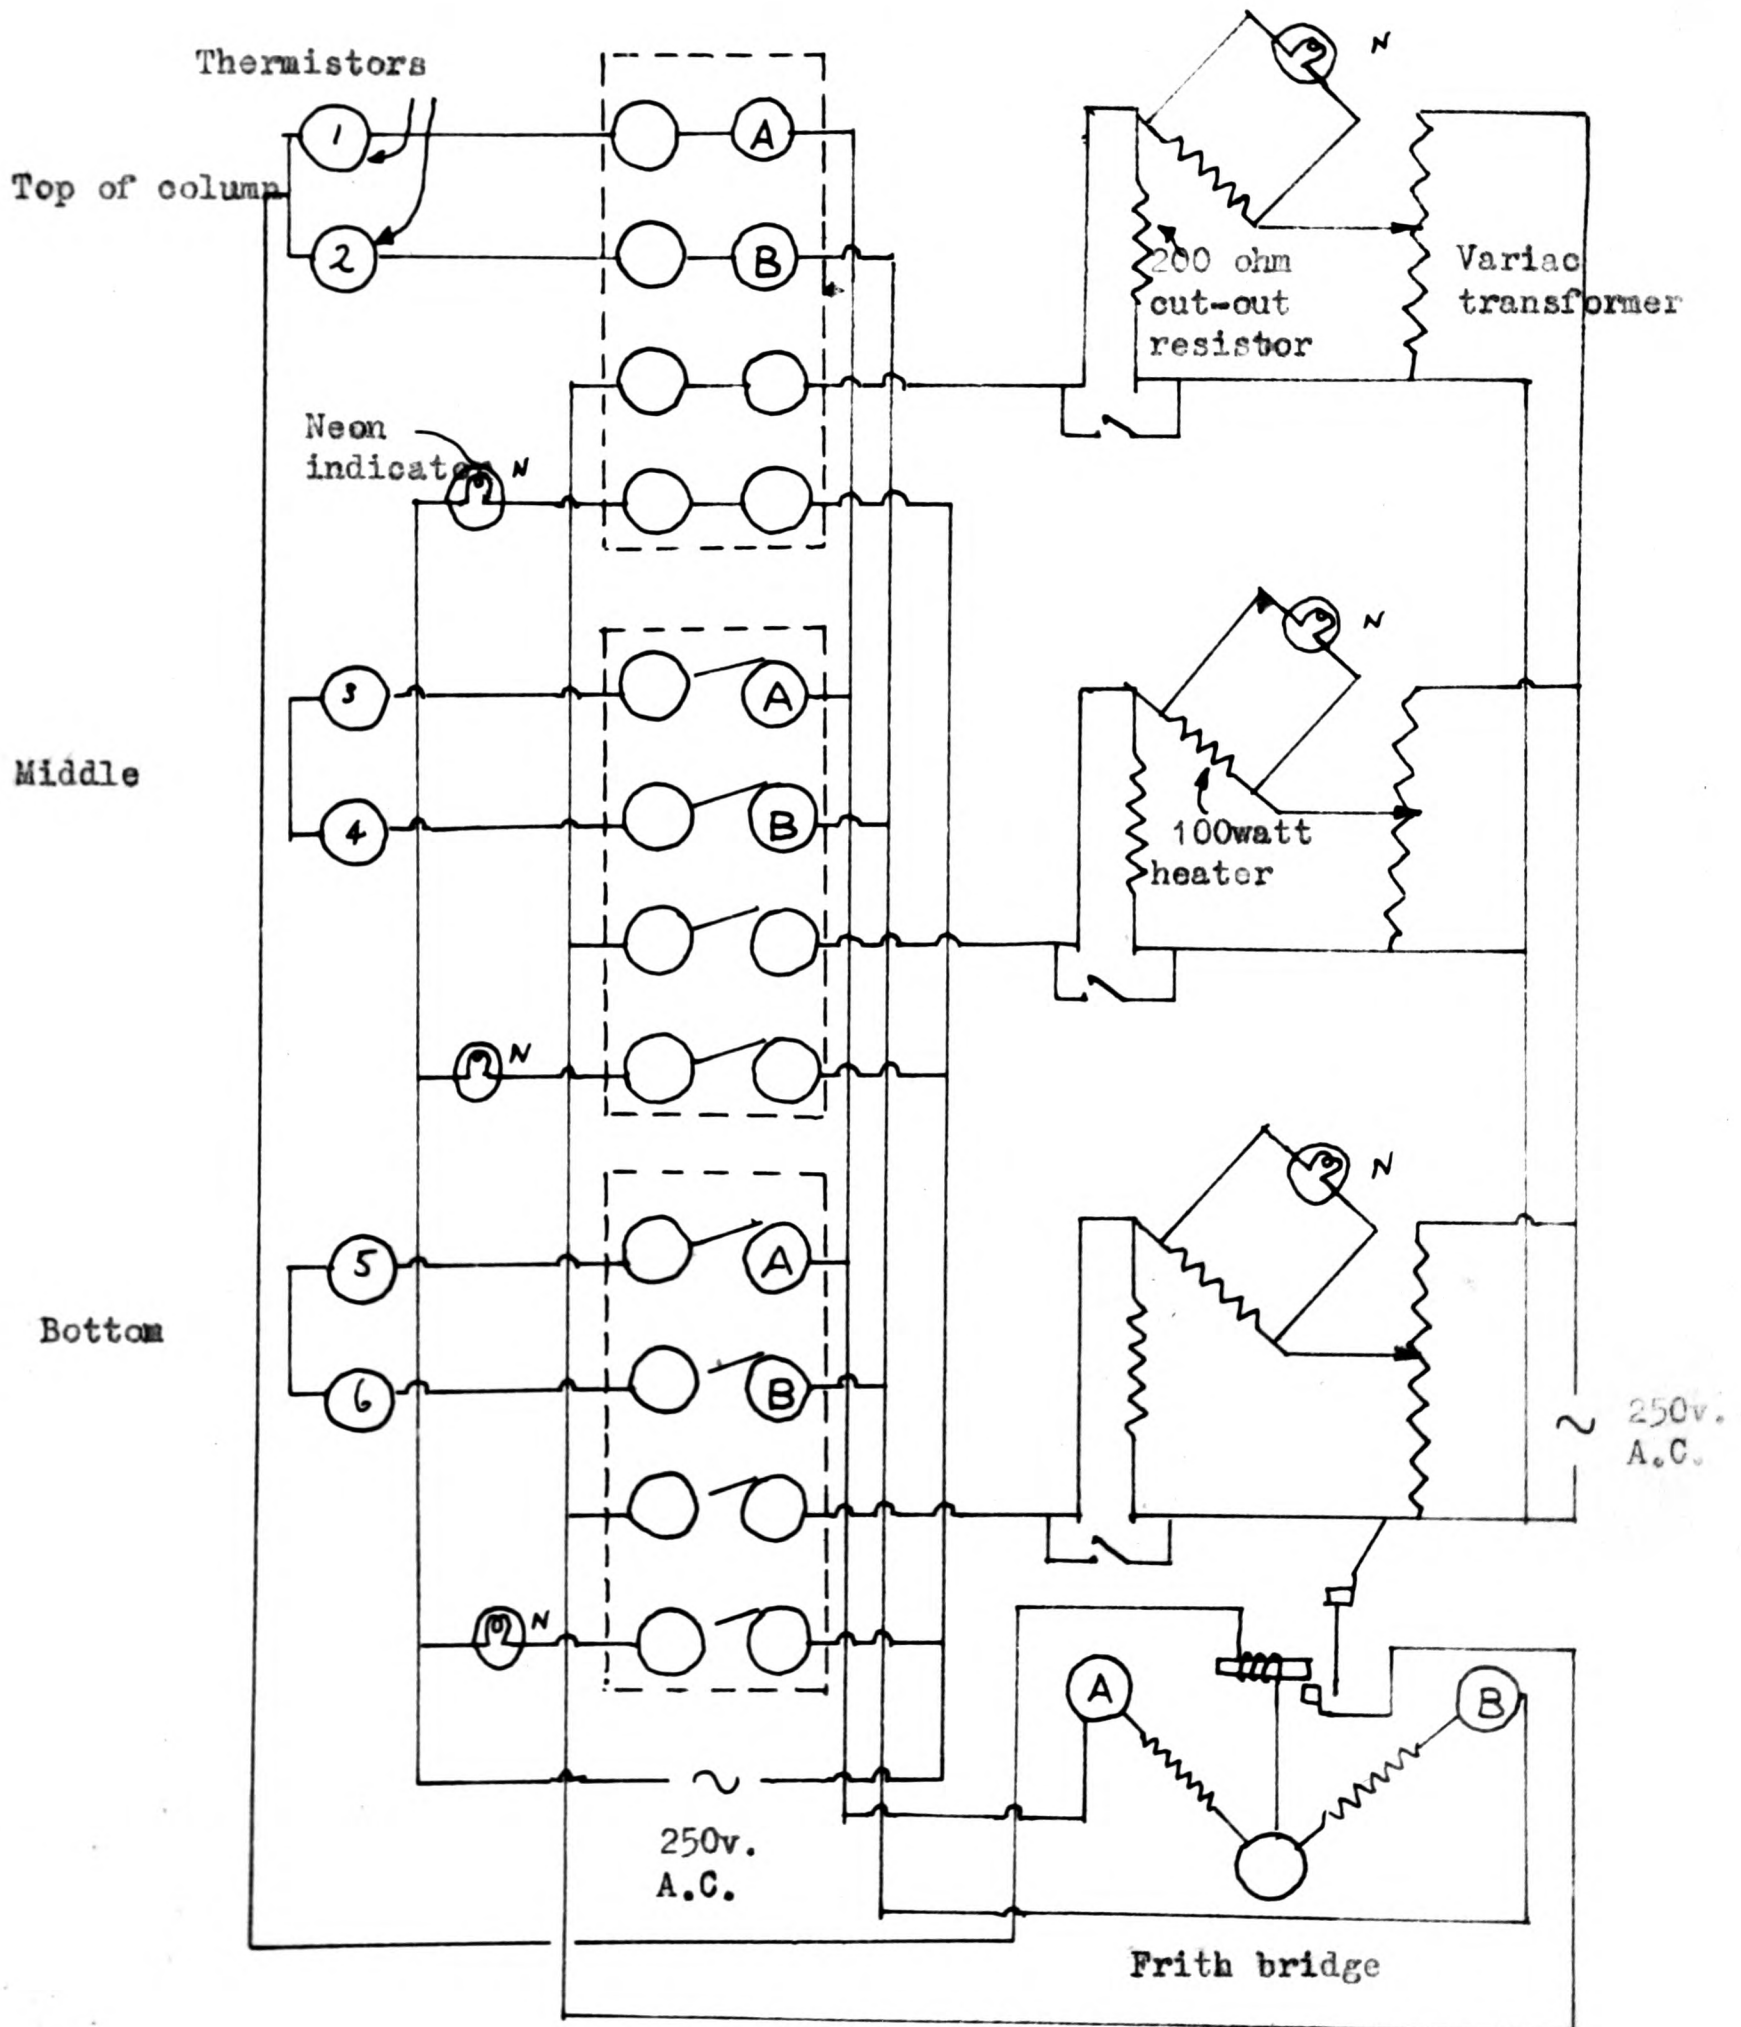 Thermistors
N
1
A
Top of column
2
B
200 ohm
cut-out
resistor
Variac
transformer
Neon
indicator
N
N
3
A
Middle
4
B
100watt
heater
N
N
5
A
Bottom
6
B
250v.
A.C.
N
A
B
250v.
A.C.
Frith bridge